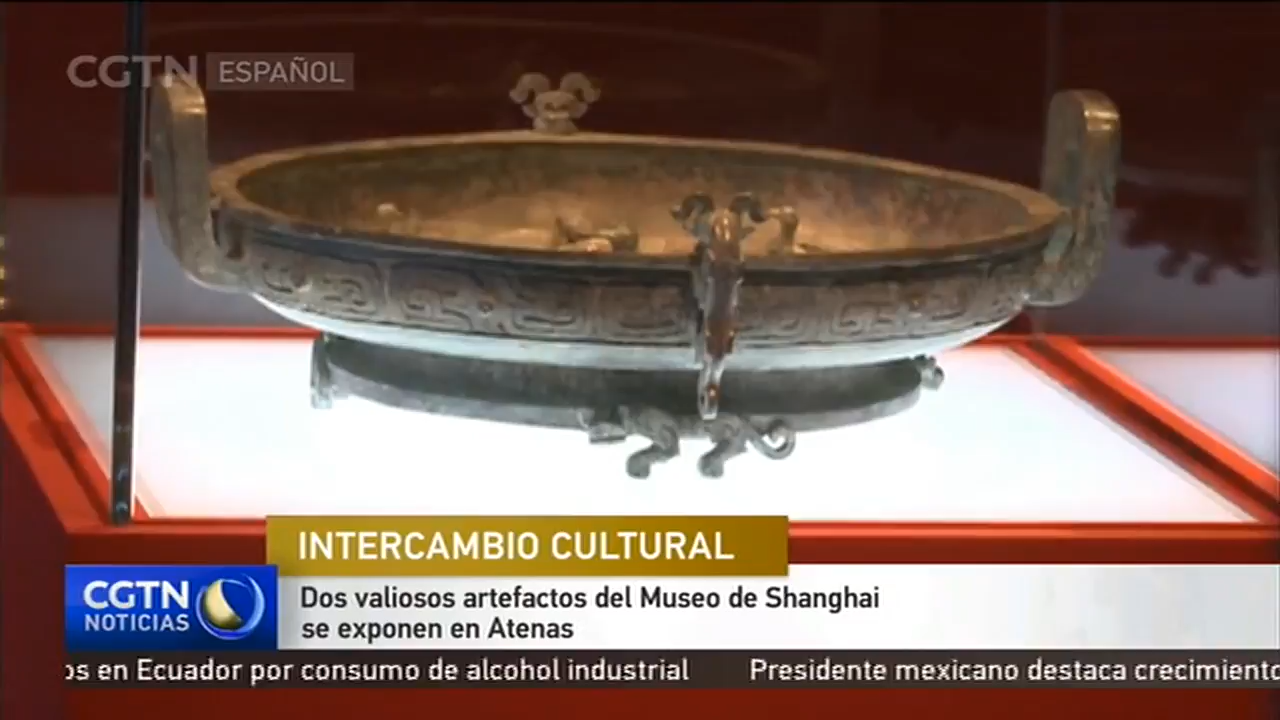 CGTN ESPAÑOL
INTERCAMBIO CULTURAL
CGTN
NOTICIAS
Dos valiosos artefactos del Museo de Shanghai
se exponen en Atenas
os en Ecuador por consumo de alcohol industrial
Presidente mexicano destaca crecimiento